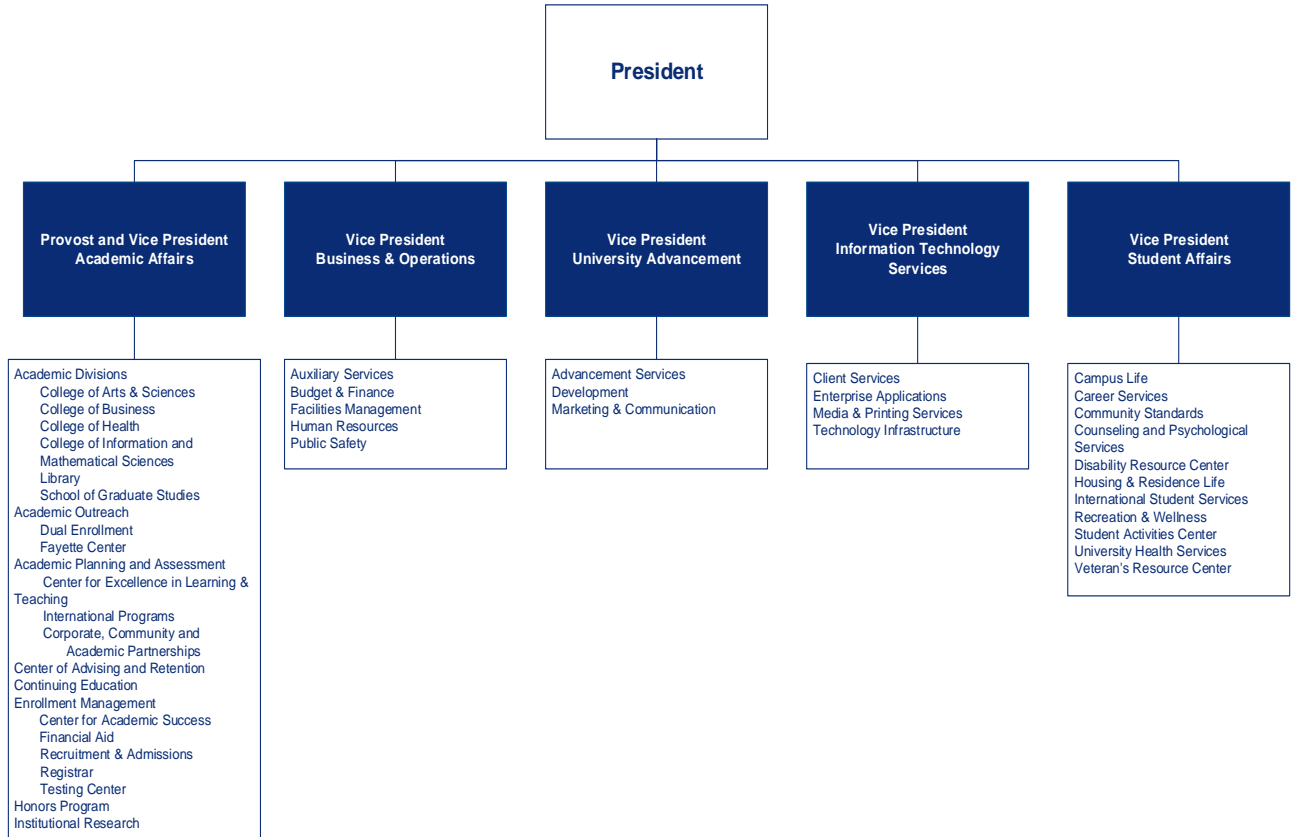 President
Provost and Vice President
Academic Affairs
Vice President
Business & Operations
Vice President
University Advancement
Vice President
Information Technology
Services
Vice President
Student Affairs
Academic Divisions
College of Arts & Sciences
College of Business
College of Health
College of Information and
Mathematical Sciences
Library
School of Graduate Studies
Academic Outreach
Dual Enrollment
Fayette Center
Academic Planning and Assessment
Center for Excellence in Learning &
Teaching
International Programs
Corporate, Community and
Academic Partnerships
Center of Advising and Retention
Continuing Education
Enrollment Management
Center for Academic Success
Financial Aid
Recruitment & Admissions
Registrar
Testing Center
Honors Program
Institutional Research
Auxiliary Services
Budget & Finance
Facilities Management
Human Resources
Public Safety
Advancement Services
Development
Marketing & Communication
Client Services
Enterprise Applications
Media & Printing Services
Technology Infrastructure
Campus Life
Career Services
Community Standards
Counseling and Psychological
Services
Disability Resource Center
Housing & Residence Life
International Student Services
Recreation & Wellness
Student Activities Center
University Health Services
Veteran's Resource Center